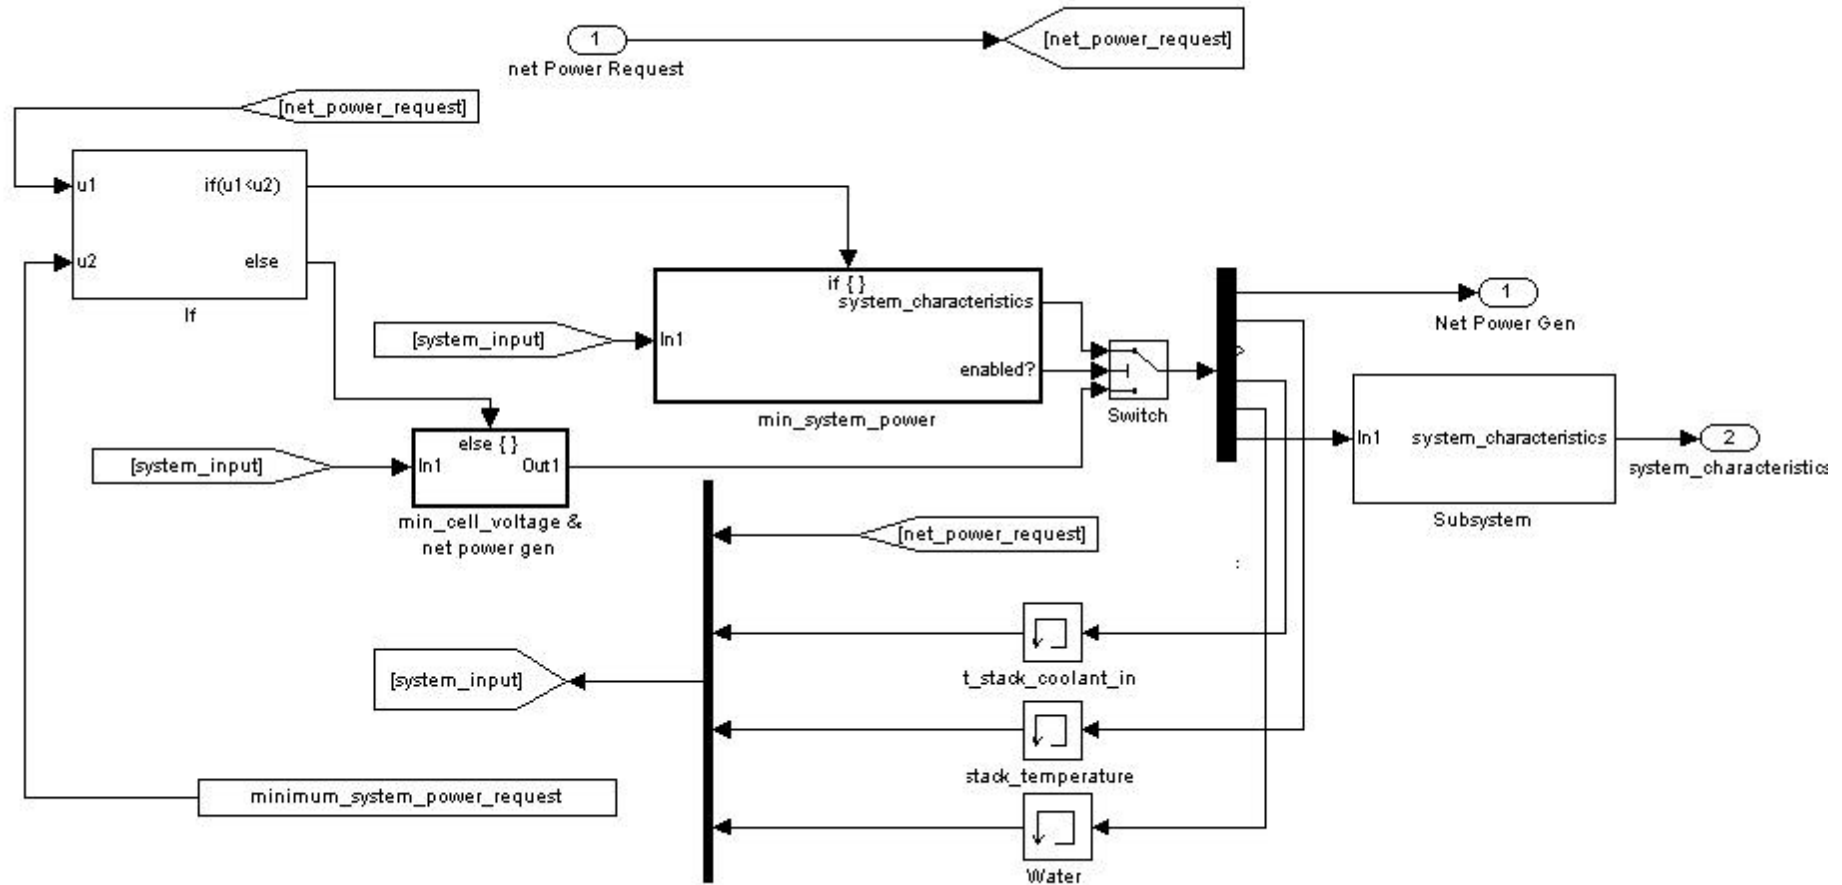 1
net Power Request
[net_power_request]
[net_power_request]
u1
if(u1<u2)
u2
else
If
if { }
system_characteristics
[system_input]
In1
enabled?
min_system_power
Switch
1
Net Power Gen
In1
system_characteristics
2
system_characteristics
Subsystem
else { }
[system_input]
In1
Out1
min_cell_voltage &
net power gen
[net_power_request]
:
t_stack_coolant_in
[system_input]
stack_temperature
minimum_system_power_request
Water